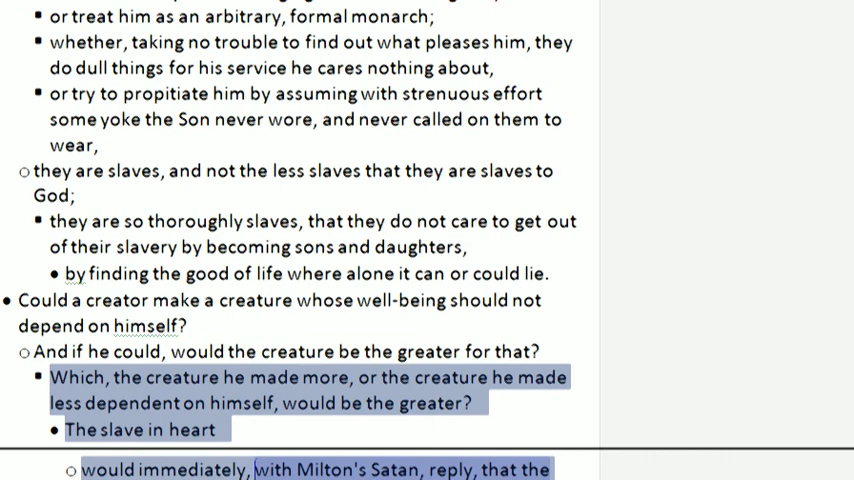 ▪ or treat him as an arbitrary, formal monarch;
▪ whether, taking no trouble to find out what pleases him, they
do dull things for his service he cares nothing about,
▪ or try to propitiate him by assuming with strenuous effort
some yoke the Son never wore, and never called on them to
wear,
○ they are slaves, and not the less slaves that they are slaves to
God;
▪ they are so thoroughly slaves, that they do not care to get out
of their slavery by becoming sons and daughters,
● by finding the good of life where alone it can or could lie.
● Could a creator make a creature whose well-being should not
depend on himself?
○ And if he could, would the creature be the greater for that?
▪ Which, the creature he made more, or the creature he made
less dependent on himself, would be the greater?
● The slave in heart
○ would immediately, with Milton's Satan, reply, that the